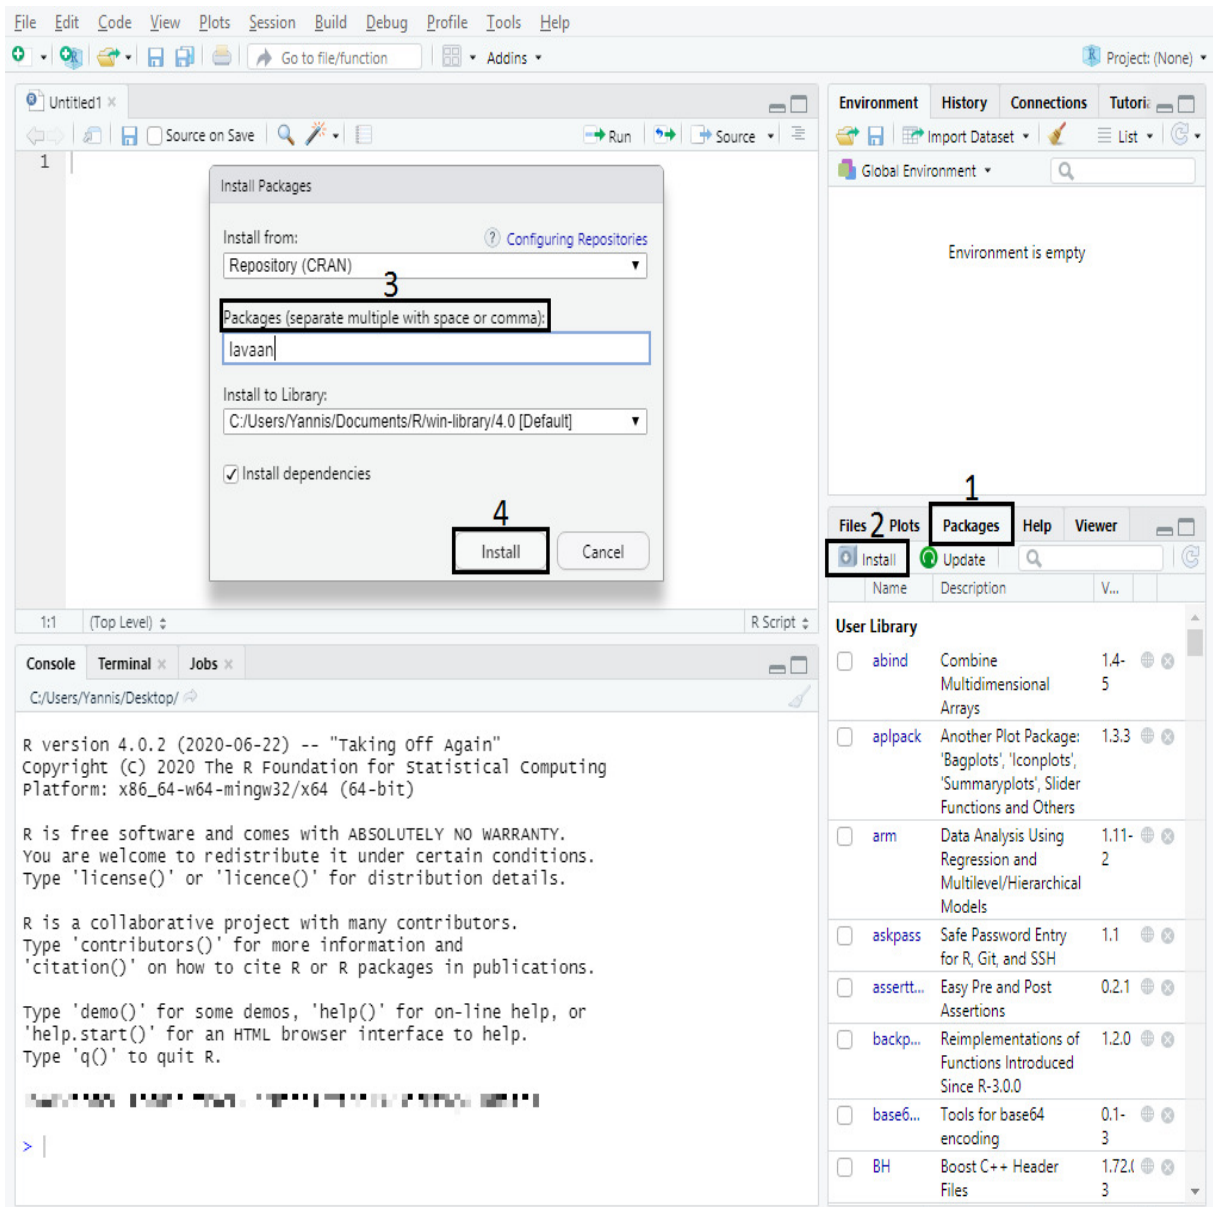 File Edit Code View Plots Session Build Debug Profile Tools Help
Go to file/function Addins Project: (None)
Untitled1
Source on Save Run Source
1
Install Packages
Install from: ? Configuring Repositories
Repository (CRAN)
3
Packages (separate multiple with space or comma):
lavaan
Install to Library:
C:/Users/Yannis/Documents/R/win-library/4.0 [Default]
Install dependencies
4
Install Cancel
1:1 (Top Level) R Script
Console Terminal Jobs
C:/Users/Yannis/Desktop/
R version 4.0.2 (2020-06-22) -- "Taking Off Again"
Copyright (C) 2020 The R Foundation for Statistical Computing
Platform: x86_64-w64-mingw32/x64 (64-bit)
R is free software and comes with ABSOLUTELY NO WARRANTY.
You are welcome to redistribute it under certain conditions.
Type 'license()' or 'licence()' for distribution details.
R is a collaborative project with many contributors.
Type 'contributors()' for more information and
'citation()' on how to cite R or R packages in publications.
Type 'demo()' for some demos, 'help()' for on-line help, or
'help.start()' for an HTML browser interface to help.
Type 'q()' to quit R.
>
Environment History Connections Tutori
Import Dataset List
Global Environment
Environment is empty
1
Files 2 Plots Packages Help Viewer
Install Update
Name Description V...
User Library
abind Combine 1.4-
Multidimensional 5
Arrays
aplpack Another Plot Package: 1.3.3
'Bagplots', 'Iconplots',
'Summaryplots', Slider
Functions and Others
arm Data Analysis Using 1.11-
Regression and 2
Multilevel/Hierarchical
Models
askpass Safe Password Entry 1.1
for R, Git, and SSH
assertt... Easy Pre and Post 0.2.1
Assertions
backp... Reimplementations of 1.2.0
Functions Introduced
Since R-3.0.0
base6... Tools for base64 0.1-
encoding 3
BH Boost C++ Header 1.72.0
Files 3